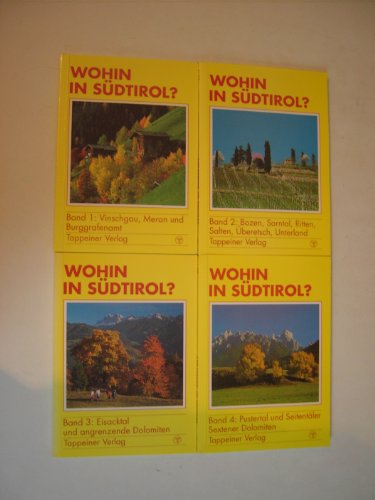 WOHIN
IN SÜDTIROL?
Band 1: Vinschgau, Meran und
Burggrafenamt
Tappeiner Verlag
WOHIN
IN SÜDTIROL?
Band 2: Bozen, Sarntal, Ritten,
Salten, Überetsch, Unterland
Tappeiner Verlag
WOHIN
IN SÜDTIROL?
Band 3: Eisacktal
und angrenzende Dolomiten
Tappeiner Verlag
WOHIN
IN SÜDTIROL?
Band 4: Pustertal und Seitentäler
Sextener Dolomiten
Tappeiner Verlag